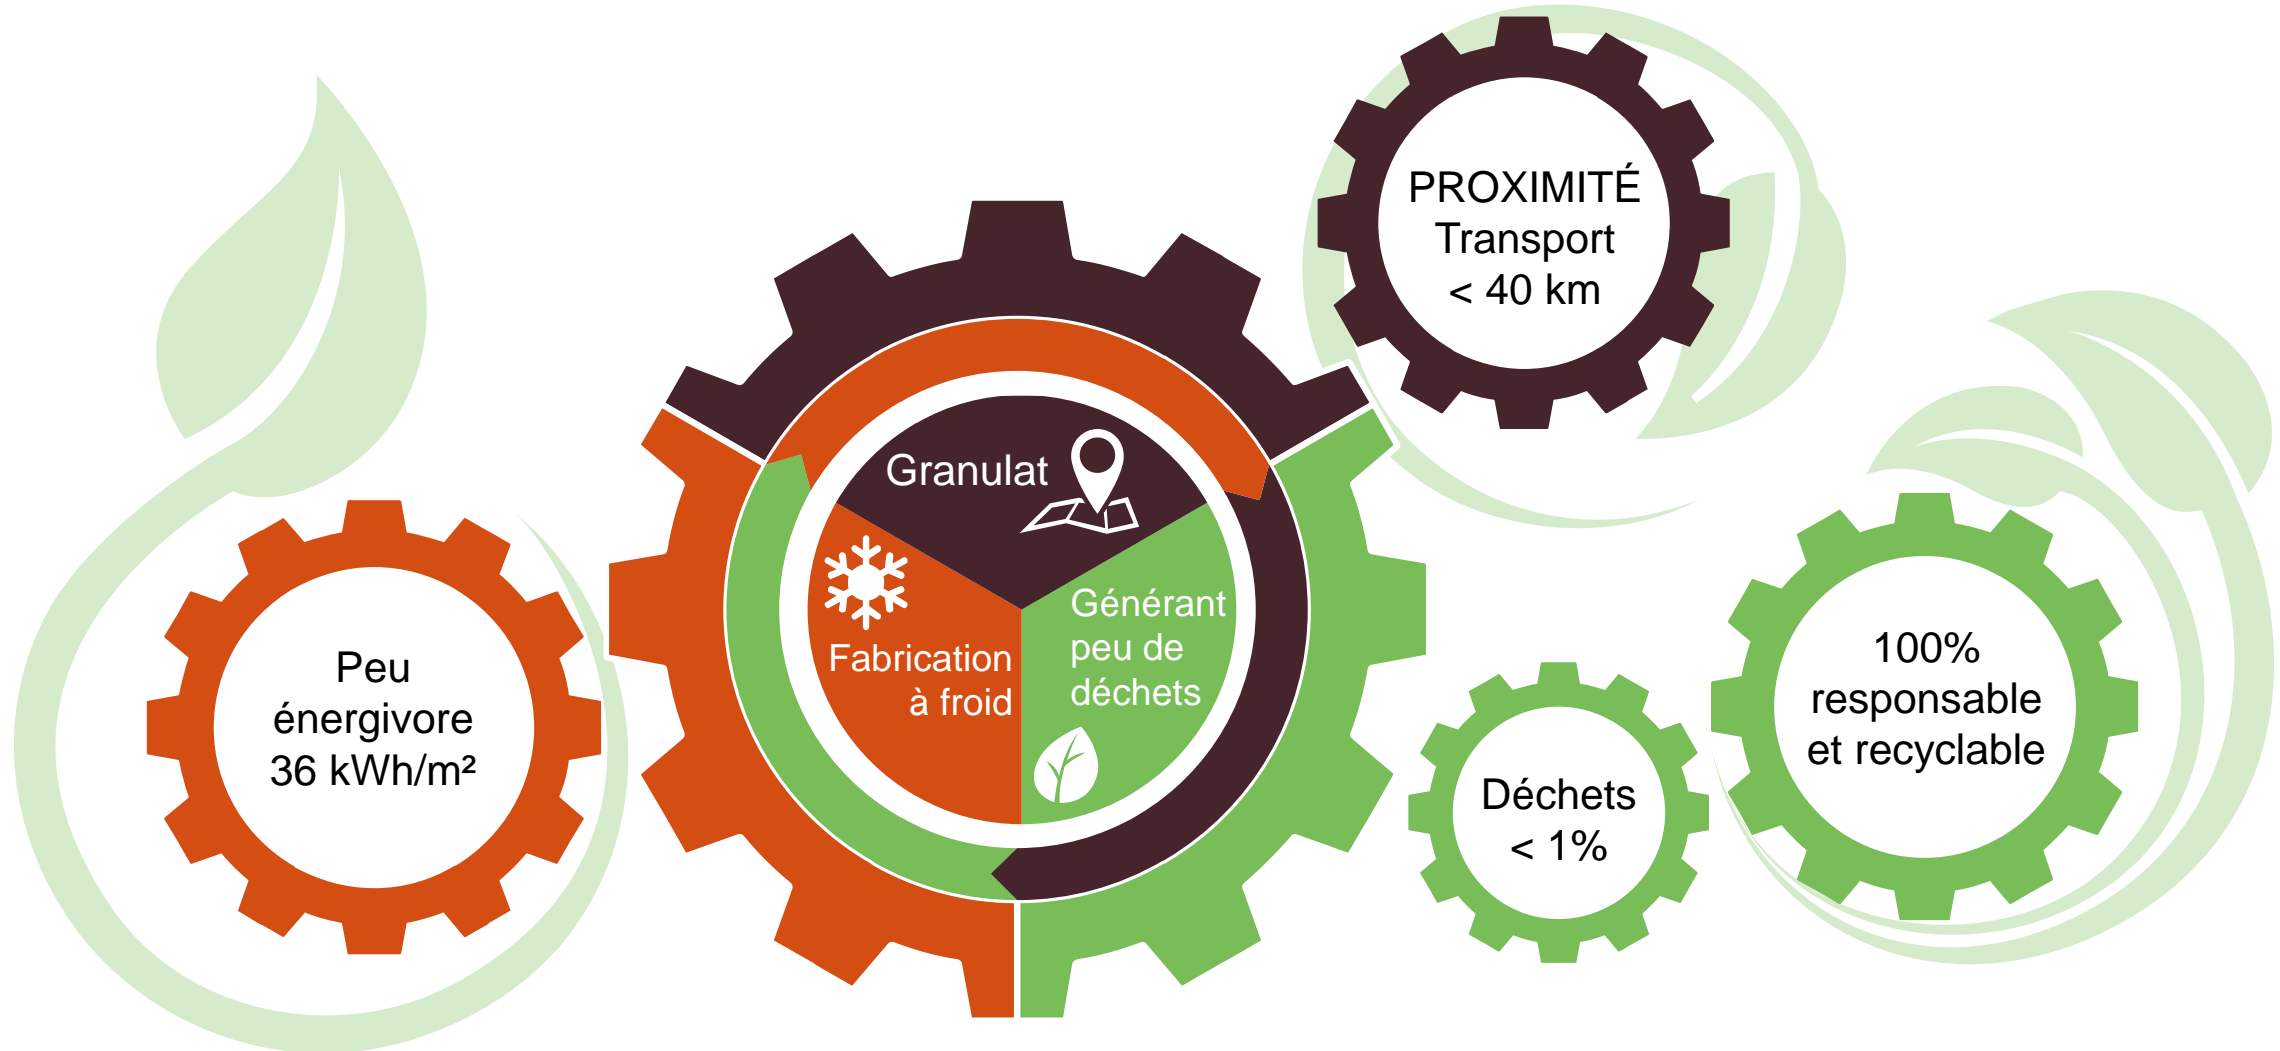 PROXIMITÉ
Transport
< 40 km
Granulat
Fabrication
à froid
Générant
peu de
déchets
Peu
énergivore
36 kWh/m²
Déchets
< 1%
100%
responsable
et recyclable